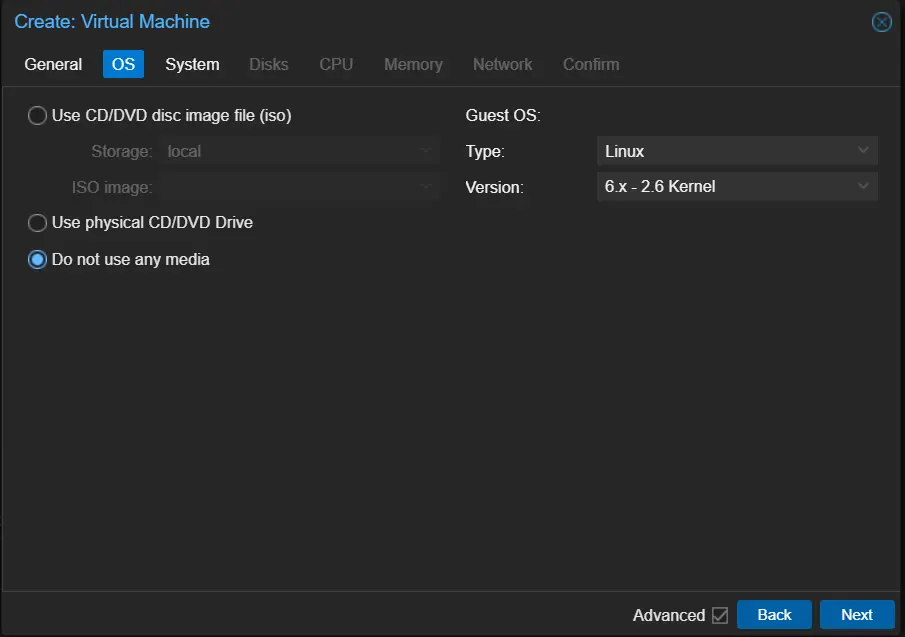 Create: Virtual Machine
General OS System Disks CPU Memory Network Confirm
Use CD/DVD disc image file (iso)
Guest OS:
Storage: local
Type: Linux
ISO image:
Version: 6.x - 2.6 Kernel
Use physical CD/DVD Drive
Do not use any media
Advanced Back Next